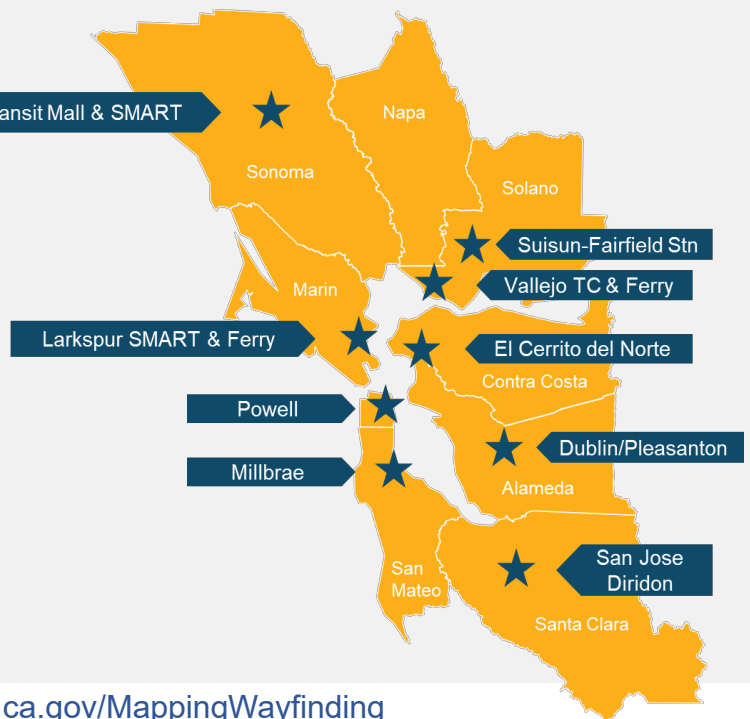 ansit Mall & SMART
Napa
Sonoma
Solano
Suisun-Fairfield Stn
Marin
Vallejo TC & Ferry
Larkspur SMART & Ferry
El Cerrito del Norte
Contra Costa
Powell
Dublin/Pleasanton
Millbrae
Alameda
San Jose
Diridon
San
Mateo
Santa Clara
ca.gov/MappingWayfinding